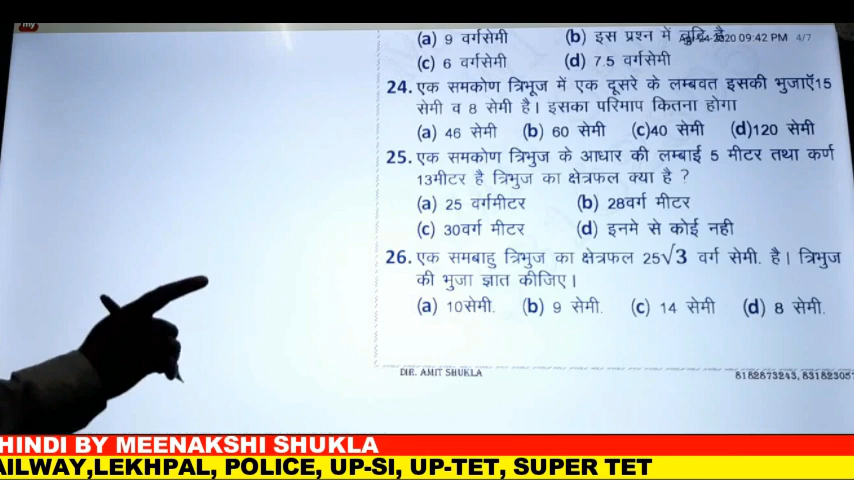 my
(a) 9 वर्गसेमी (b) इस प्रश्न में त्रुटि है 2020 09:42 PM 4/7
(c) 6 वर्गसेमी (d) 7.5 वर्गसेमी
24. एक समकोण त्रिभूज में एक दूसरे के लम्बवत इसकी भुजाऍ15
सेमी व 8 सेमी है। इसका परिमाप कितना होगा
(a) 46 सेमी (b) 60 सेमी (c)40 सेमी (d)120 सेमी
25. एक समकोण त्रिभुज के आधार की लम्बाई 5 मीटर तथा कर्ण
13मीटर है त्रिभुज का क्षेत्रफल क्या है ?
(a) 25 वर्गमीटर (b) 28वर्ग मीटर
(c) 30वर्ग मीटर (d) इनमे से कोई नही
26. एक समबाहु त्रिभुज का क्षेत्रफल 25√3 वर्ग सेमी. है। त्रिभुज
की भुजा ज्ञात कीजिए।
(a) 10सेमी. (b) 9 सेमी. (c) 14 सेमी (d) 8 सेमी.
DIR. AMIT SHUKLA 8182873243, 83182305
HINDI BY MEENAKSHI SHUKLA
AILWAY,LEKHPAL, POLICE, UP-SI, UP-TET, SUPER TET